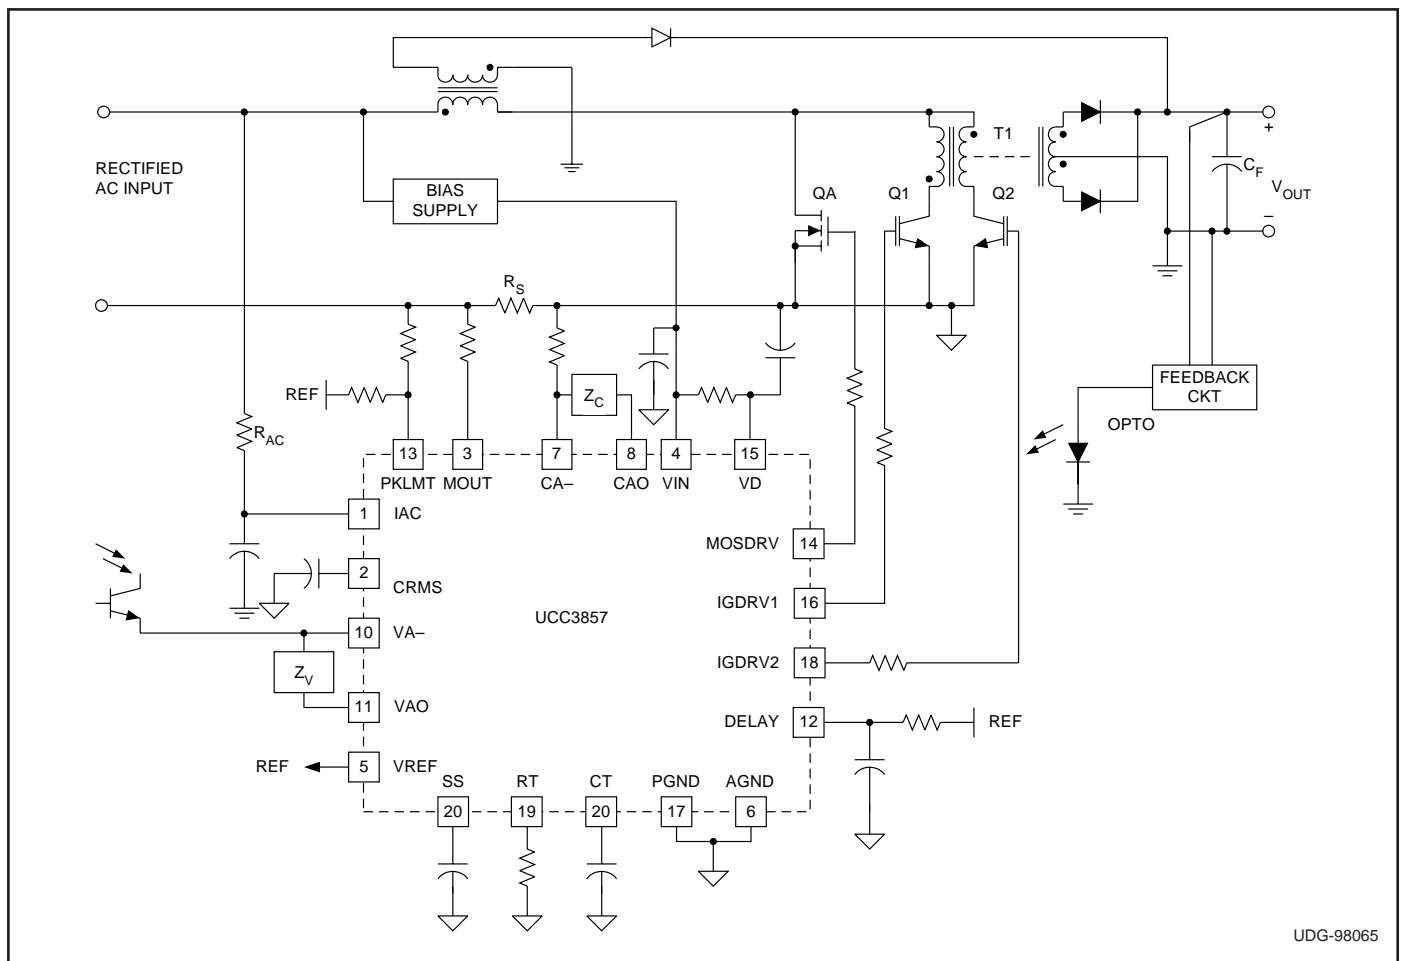 T1
RECTIFIED
AC INPUT
+
C_F
V_OUT
–
BIAS
SUPPLY
QA
Q1
Q2
R_S
REF
Z_C
R_AC
FEEDBACK
CKT
OPTO
13
3
7
8
4
15
PKLMT
MOUT
CA–
CAO
VIN
VD
1
IAC
MOSDRV
14
2
CRMS
IGDRV1
16
UCC3857
10
VA–
IGDRV2
18
Z_V
11
VAO
DELAY
12
REF
REF
5
VREF
SS
RT
CT
PGND
AGND
20
19
20
17
6
UDG-98065